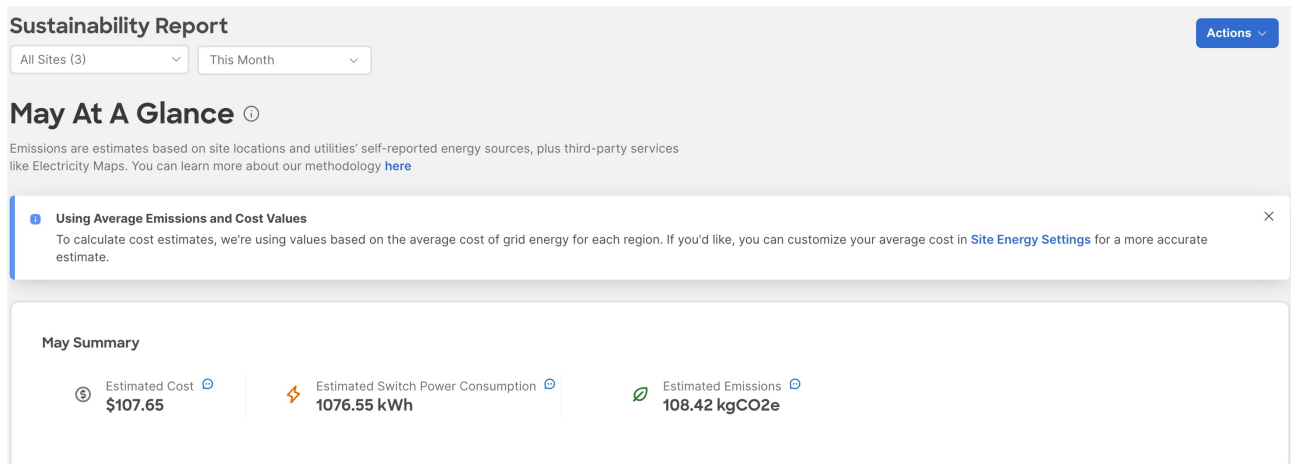 Sustainability Report
Actions
All Sites (3)
This Month
May At A Glance
Emissions are estimates based on site locations and utilities’ self-reported energy sources, plus third-party services
like Electricity Maps. You can learn more about our methodology here
Using Average Emissions and Cost Values
To calculate cost estimates, we're using values based on the average cost of grid energy for each region. If you'd like, you can customize your average cost in Site Energy Settings for a more accurate
estimate.
May Summary
Estimated Cost
$107.65
Estimated Switch Power Consumption
1076.55 kWh
Estimated Emissions
108.42 kgCO2e